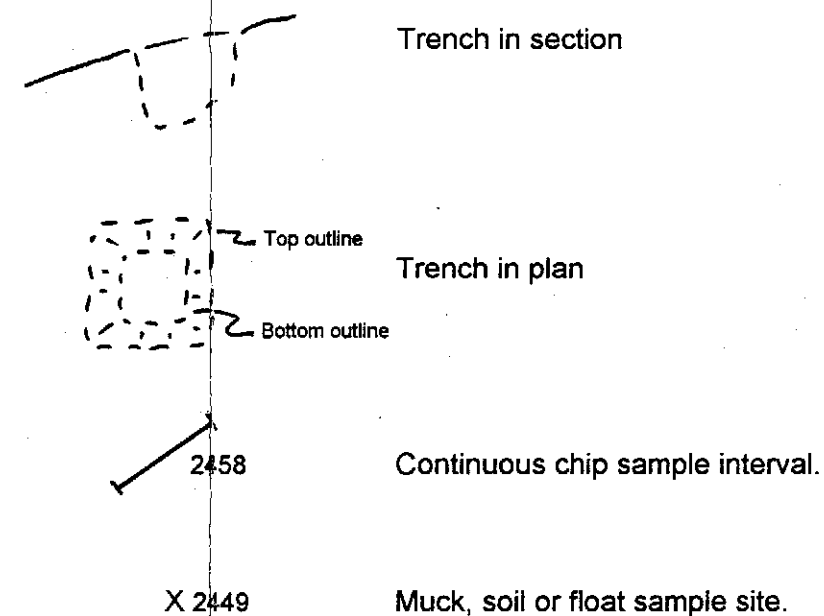 Trench in section
Top outline
Trench in plan
Bottom outline
2458 Continuous chip sample interval.
X 2449 Muck, soil or float sample site.